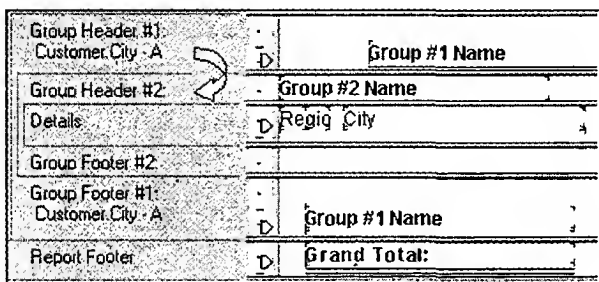 Group Header #1:
Customer.City - A
Group #1 Name
Group Header #2:
Group #2 Name
Details
Regio City
Group Footer #2:
Group Footer #1:
Customer.City - A
Group #1 Name
Report Footer
Grand Total: